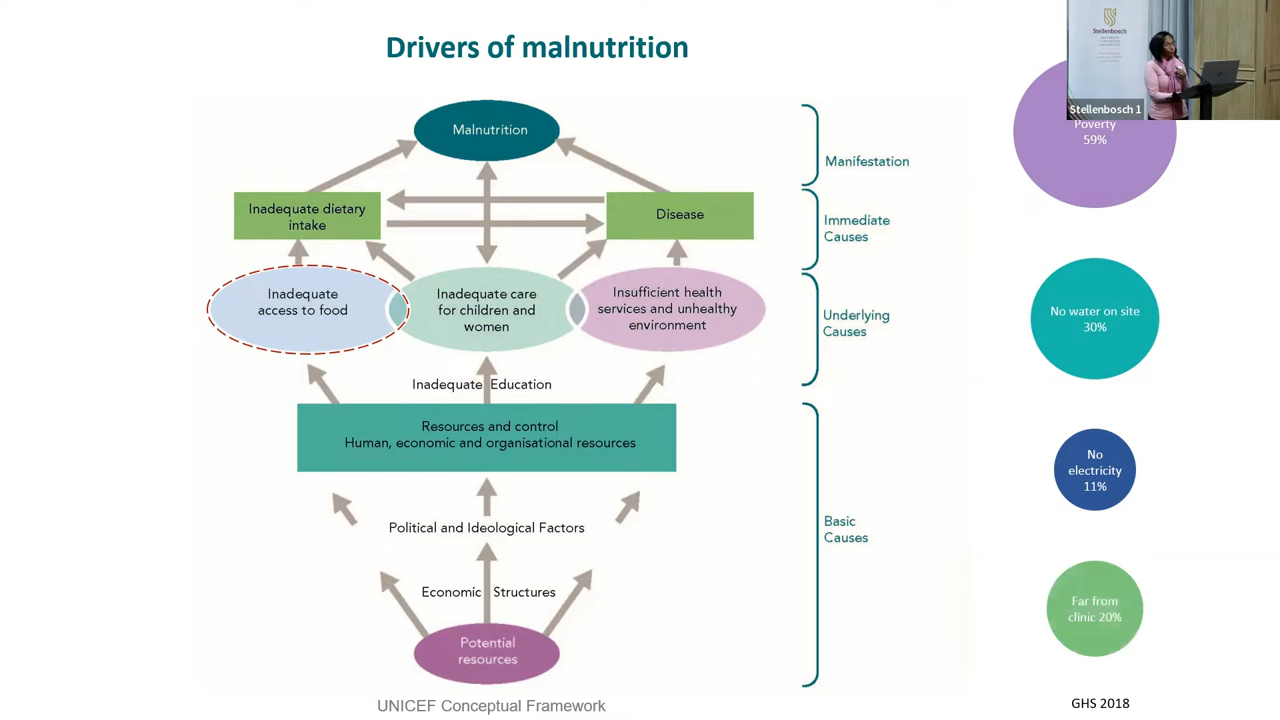 Drivers of malnutrition
Stellenbosch
Stellenbosch 1
Malnutrition
Manifestation
Inadequate dietary
intake
Disease
Immediate
Causes
Inadequate
access to food
Inadequate care
for children and
women
Insufficient health
services and unhealthy
environment
Underlying
Causes
Inadequate Education
Resources and control
Human, economic and organisational resources
Political and Ideological Factors
Basic
Causes
Economic Structures
Potential
resources
UNICEF Conceptual Framework
Poverty
59%
No water on site
30%
No
electricity
11%
Far from
clinic 20%
GHS 2018